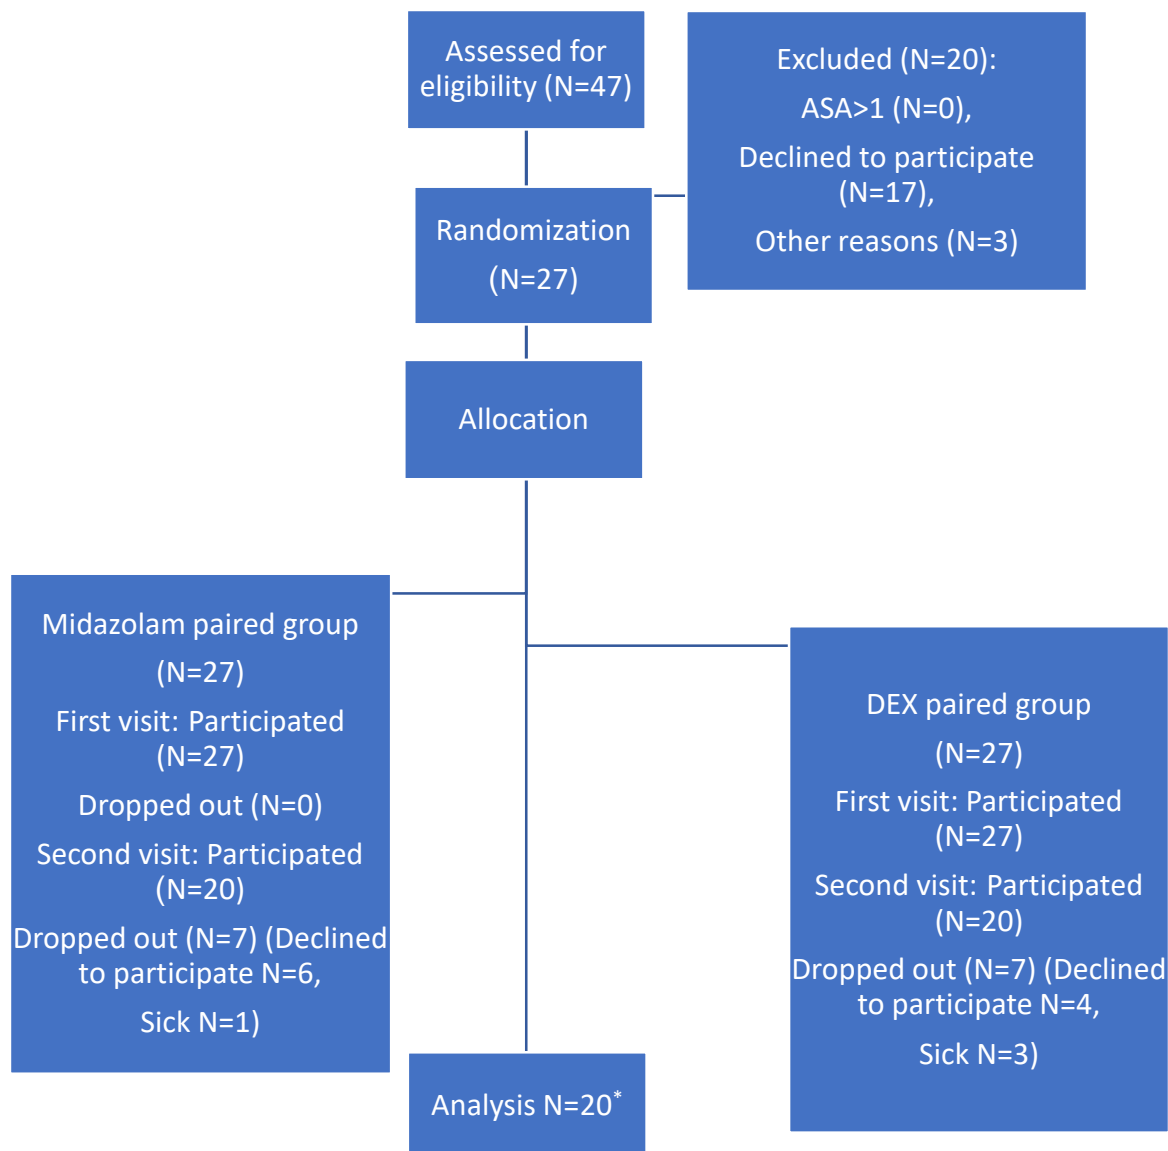 Assessed for
eligibility (N=47)
Excluded (N=20):
ASA>1 (N=0),
Declined to participate
(N=17),
Other reasons (N=3)
Randomization
(N=27)
Allocation
Midazolam paired group
(N=27)
First visit: Participated
(N=27)
Dropped out (N=0)
Second visit: Participated
(N=20)
Dropped out (N=7) (Declined
to participate N=6,
Sick N=1)
DEX paired group
(N=27)
First visit: Participated
(N=27)
Second visit: Participated
(N=20)
Dropped out (N=7) (Declined
to participate N=4,
Sick N=3)
Analysis N=20*